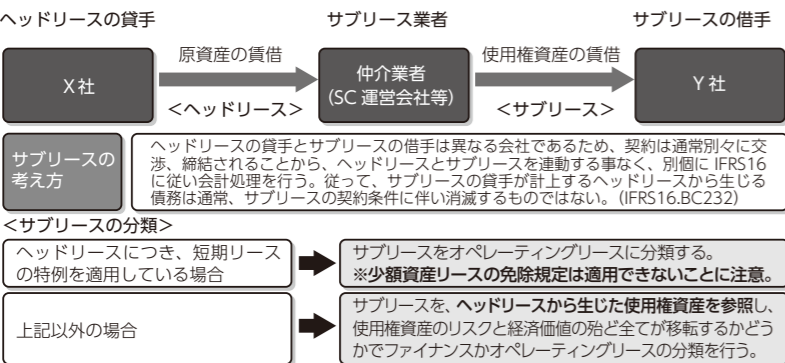 ヘッドリースの貸手
サブリース業者
サブリースの借手
X社
原資産の賃借
<ヘッドリース>
仲介業者
(SC 運営会社等)
使用権資産の賃借
<サブリース>
Y社
サブリースの
考え方
ヘッドリースの貸手とサブリースの借手は異なる会社であるため、契約は通常別々に交
渉、締結されることから、ヘッドリースとサブリースを連動する事なく、別個に IFRS16
に従い会計処理を行う。従って、サブリースの貸手が計上するヘッドリースから生じる
債務は通常、サブリースの契約条件に伴い消滅するものではない。(IFRS16.BC232)
<サブリースの分類>
ヘッドリースにつき、短期リース
の特例を適用している場合
サブリースをオペレーティングリースに分類する。
※少額資産リースの免除規定は適用できないことに注意。
上記以外の場合
サブリースを、ヘッドリースから生じた使用権資産を参照し、
使用権資産のリスクと経済価値の殆ど全てが移転するかどう
かでファイナンスかオペレーティングリースの分類を行う。